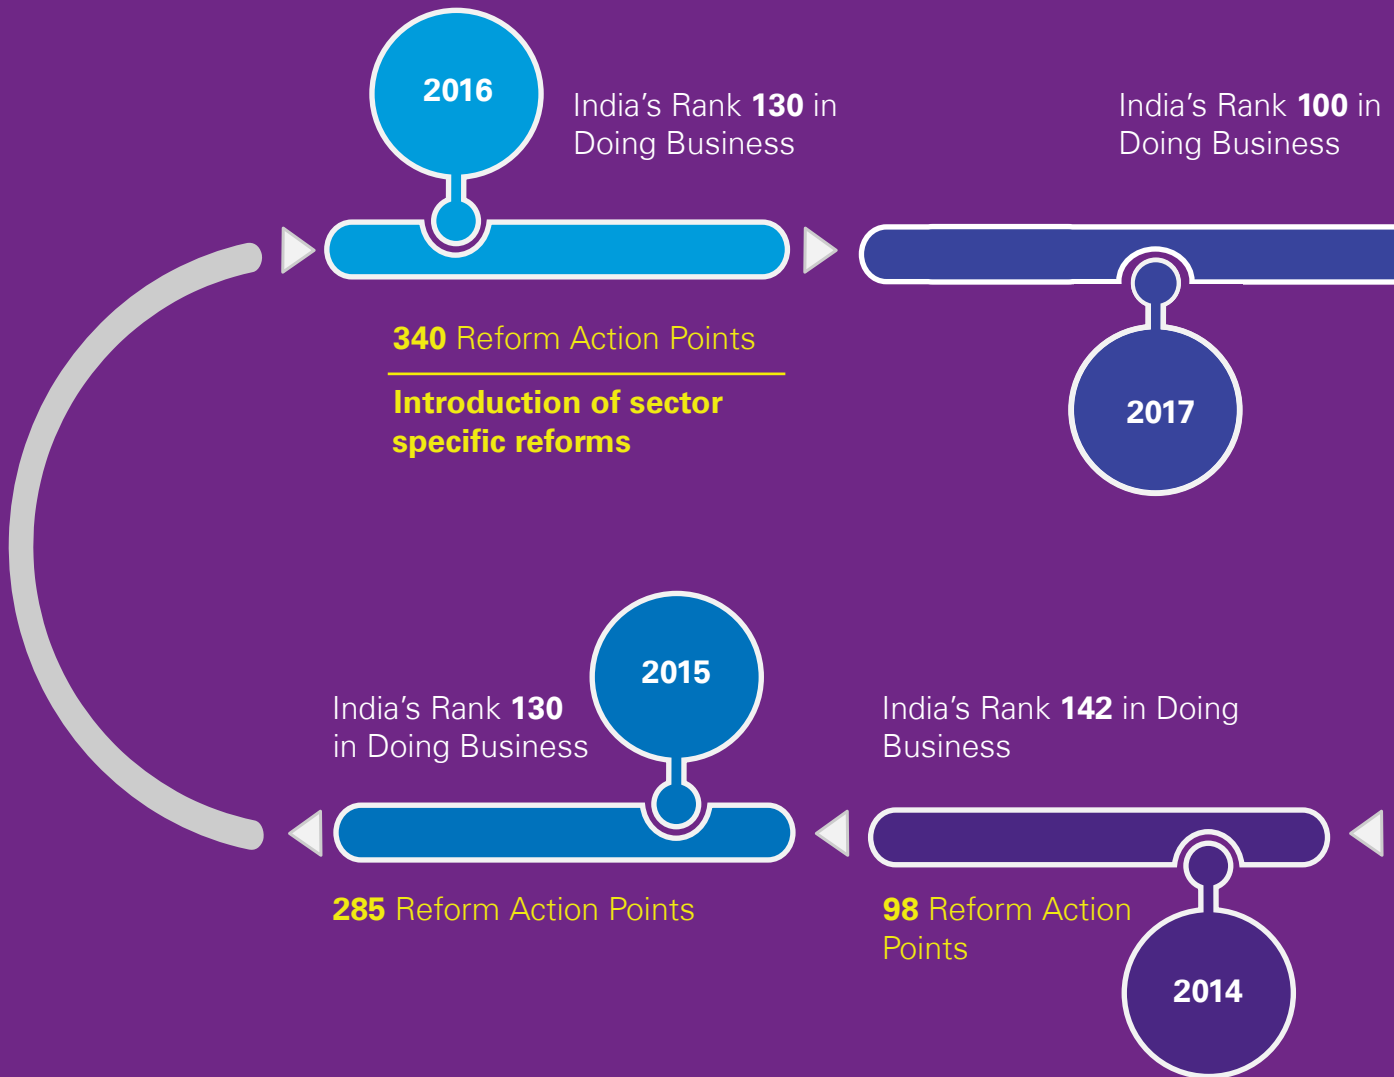 2016
India's Rank 130 in
Doing Business
340 Reform Action Points
Introduction of sector
specific reforms
India's Rank 100 in
Doing Business
2017
2015
India's Rank 130
in Doing Business
285 Reform Action Points
India's Rank 142 in Doing
Business
98 Reform Action
Points
2014